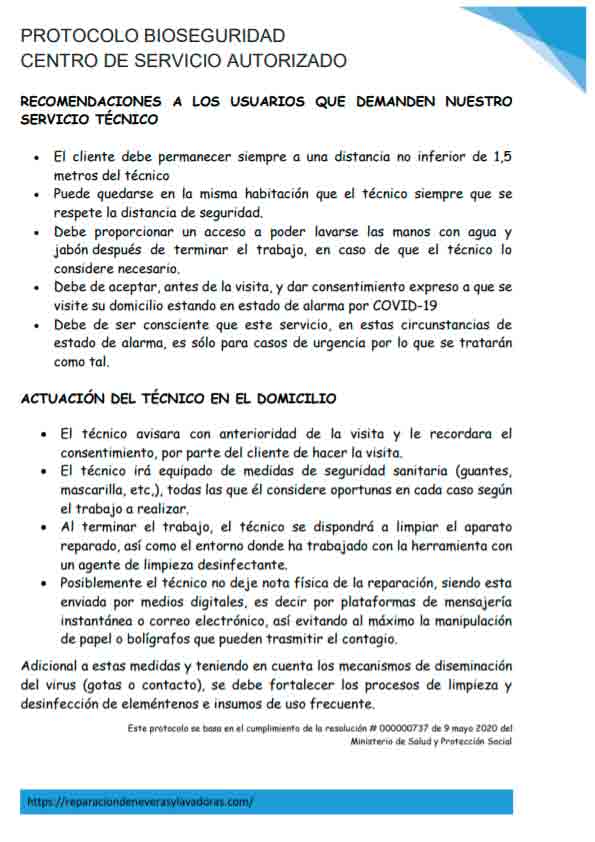 PROTOCOLO BIOSEGURIDAD
CENTRO DE SERVICIO AUTORIZADO
RECOMENDACIONES A LOS USUARIOS QUE DEMANDEN NUESTRO
SERVICIO TÉCNICO
• El cliente debe permanecer siempre a una distancia no inferior de 1,5
metros del técnico
• Puede quedarse en la misma habitación que el técnico siempre que se
respete la distancia de seguridad.
• Debe proporcionar un acceso a poder lavarse las manos con agua y
jabón después de terminar el trabajo, en caso de que el técnico lo
considere necesario.
• Debe de aceptar, antes de la visita, y dar consentimiento expreso a que se
visite su domicilio estando en estado de alarma por COVID-19
• Debe de ser consciente que este servicio, en estas circunstancias de
estado de alarma, es sólo para casos de urgencia por lo que se tratarán
como tal.
ACTUACIÓN DEL TÉCNICO EN EL DOMICILIO
• El técnico avisara con anterioridad de la visita y le recordara el
consentimiento, por parte del cliente de hacer la visita.
• El técnico irá equipado de medidas de seguridad sanitaria (guantes,
mascarilla, etc,), todas las que él considere oportunas en cada caso según
el trabajo a realizar.
• Al terminar el trabajo, el técnico se dispondrá a limpiar el aparato
reparado, así como el entorno donde ha trabajado con la herramienta con
un agente de limpieza desinfectante.
• Posiblemente el técnico no deje nota física de la reparación, siendo esta
enviada por medios digitales, es decir por plataformas de mensajería
instantánea o correo electrónico, así evitando al máximo la manipulación
de papel o bolígrafos que pueden trasmitir el contagio.
Adicional a estas medidas y teniendo en cuenta los mecanismos de diseminación
del virus (gotas o contacto), se debe fortalecer los procesos de limpieza y
desinfección de eleméntenos e insumos de uso frecuente.
Este protocolo se basa en el cumplimiento de la resolución # 000000737 de 9 mayo 2020 del
Ministerio de Salud y Protección Social
https://reparaciondeneverasylavadoras.com/